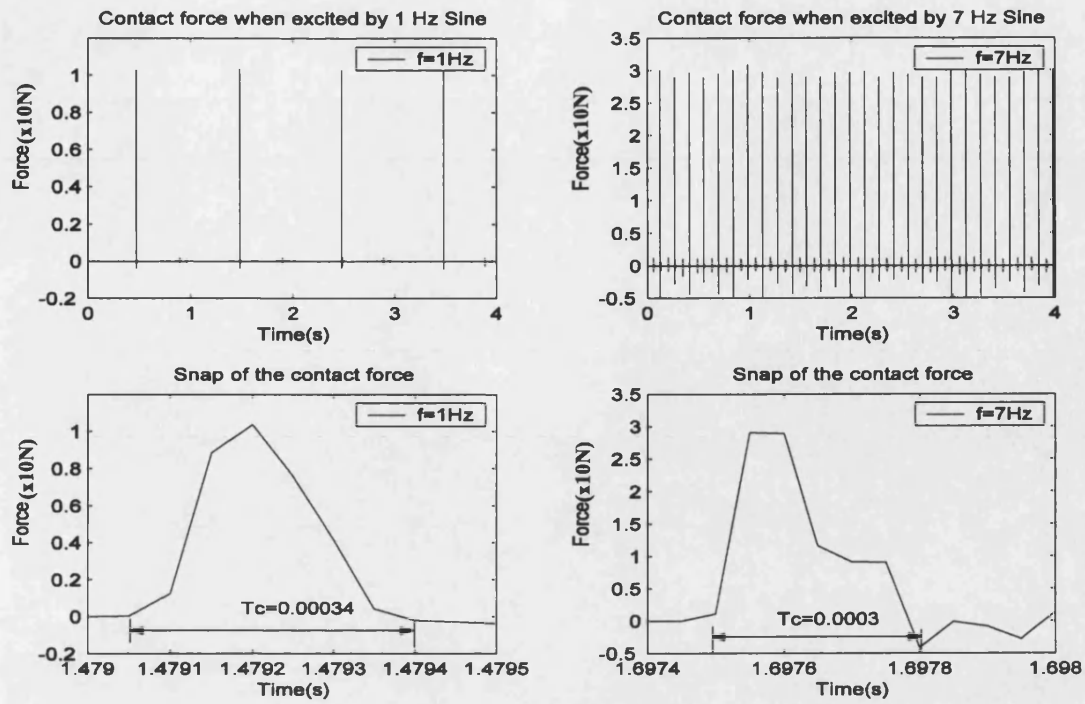 Contact force when excited by 1 Hz Sine
f=1Hz
1
0.8
0.6
0.4
0.2
0
-0.2
Force(x10N)
0 1 2 3 4
Time(s)
Contact force when excited by 7 Hz Sine
f=7Hz
3.5
3
2.5
2
1.5
1
0.5
0
-0.5
Force(x10N)
0 1 2 3 4
Time(s)
Snap of the contact force
f=1Hz
1
0.8
0.6
0.4
0.2
0
-0.2
Force(x10N)
Tc=0.00034
1.479 1.4791 1.4792 1.4793 1.4794 1.4795
Time(s)
Snap of the contact force
f=7Hz
3.5
3
2.5
2
1.5
1
0.5
0
-0.5
Force(x10N)
Tc=0.0003
1.6974 1.6976 1.6978 1.698
Time(s)